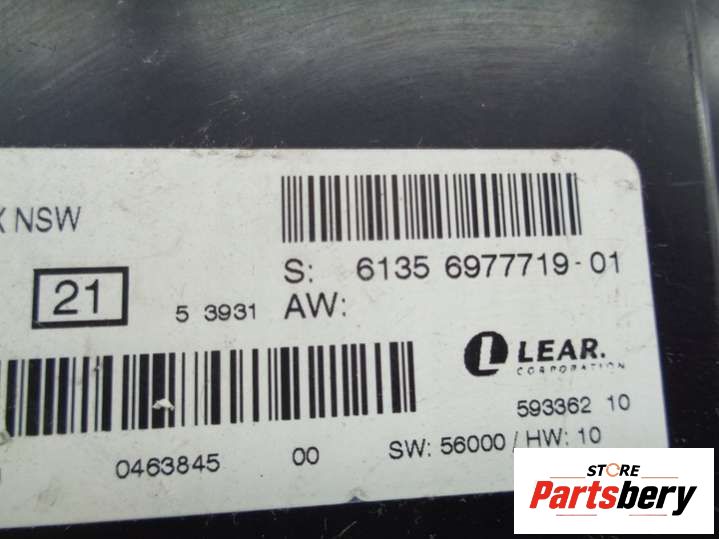 X NSW
S: 6135 6977719-01
21
5 3931
AW:
LEAR.
CORPORATION
593362 10
0463845 00
SW: 56000 / HW: 10
STORE
Partsbery